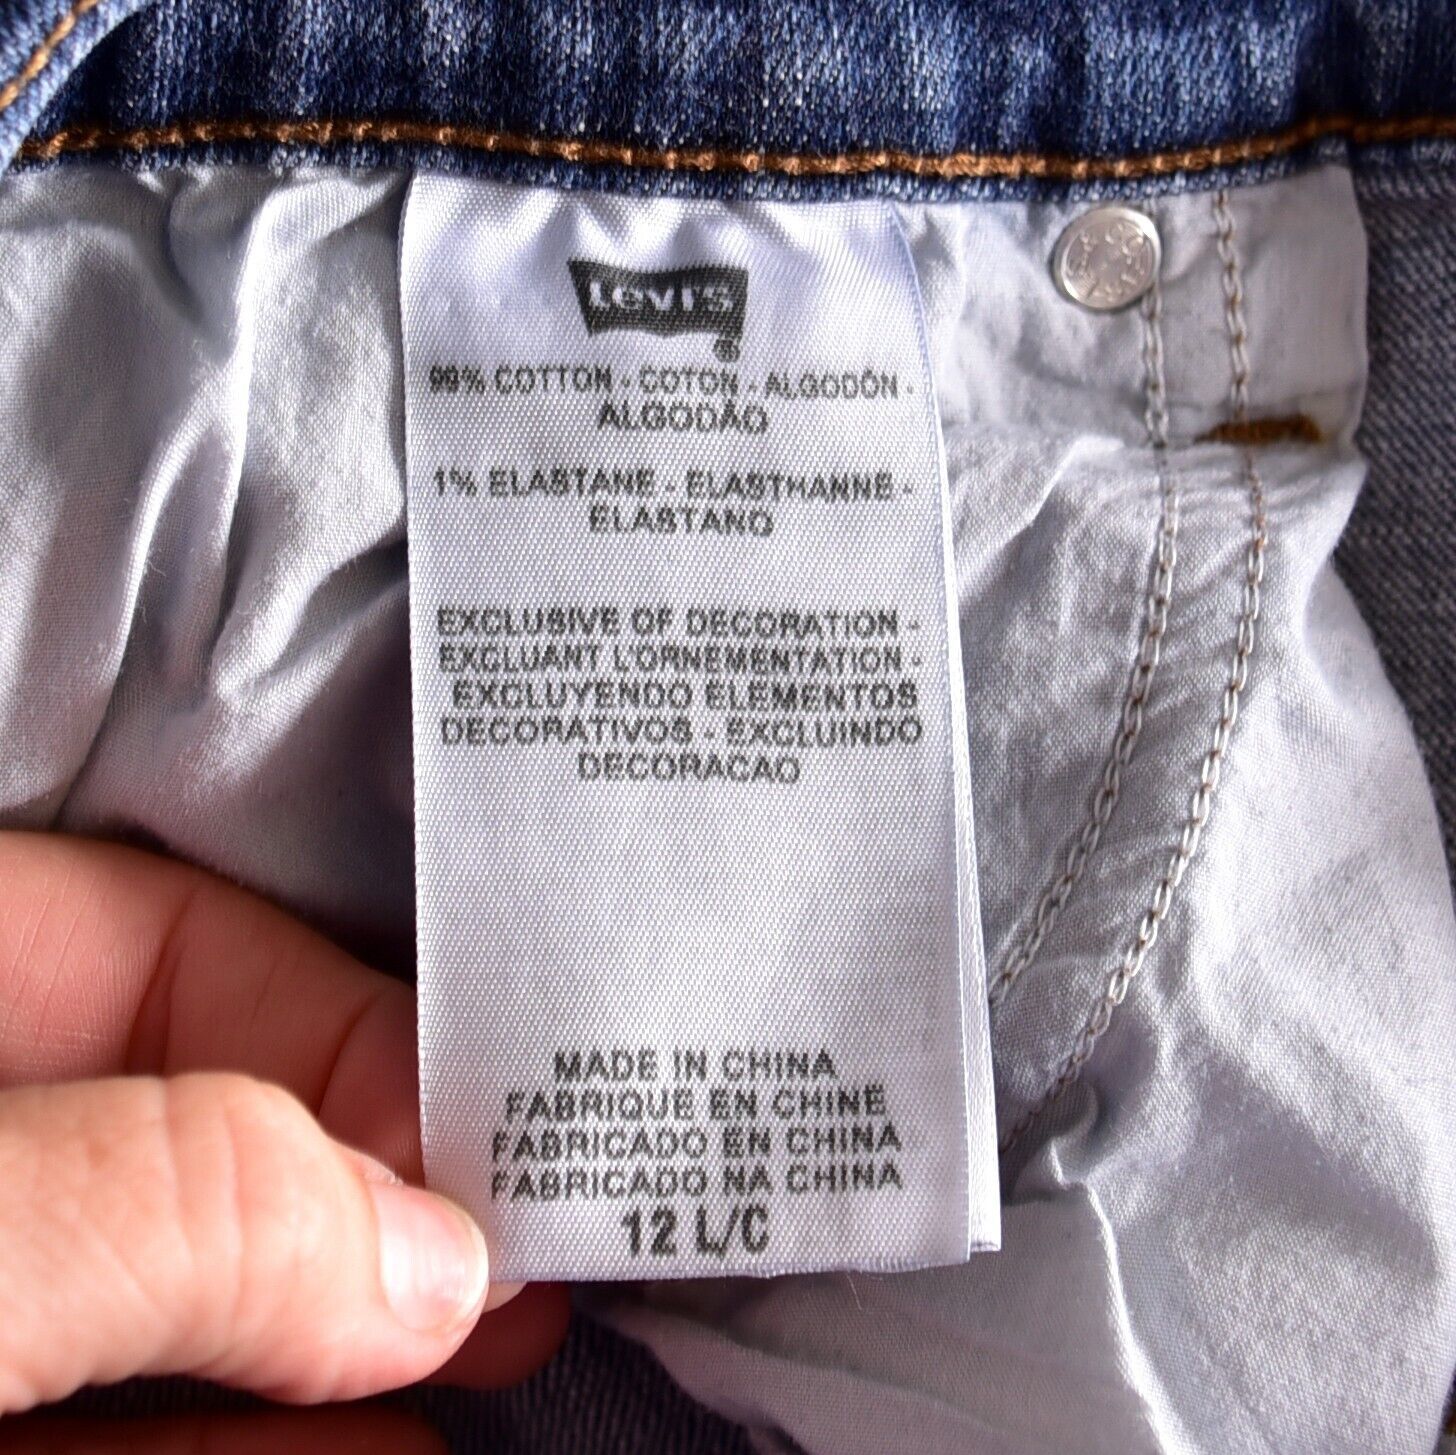 Levi's
®
99% COTTON - COTON - ALGODÓN -
ALGODÃO
1% ELASTANE - ELASTHANNE -
ELASTANO
EXCLUSIVE OF DECORATION -
EXCLUANT L'ORNEMENTATION -
EXCLUYENDO ELEMENTOS
DECORATIVOS - EXCLUINDO
DECORACAO
MADE IN CHINA
FABRIQUE EN CHINE
FABRICADO EN CHINA
FABRICADO NA CHINA
12 L/C